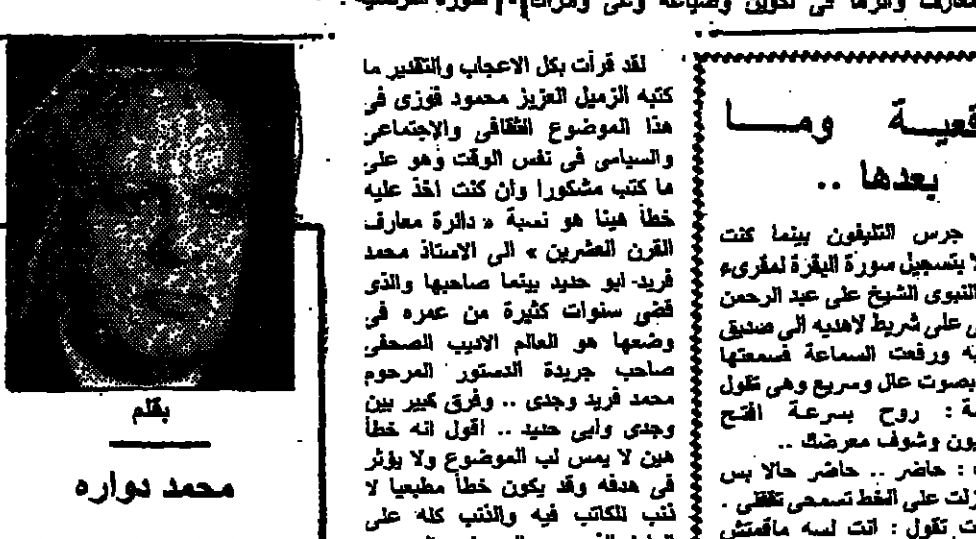 بقلم
محمد دواره
لقد قرأت بكل الاعجاب والتقدير ما
كتبه الزميل العزيز محمود فوزى فى
هذا الموضوع الثقافى والإجتماعى
والسياسى فى نفس الوقت وهو على
ما كتب مشكورا وان كنت اخذ عليه
خطأ هينا هو نسبة « دائرة معارف
القرن العشرين » الى الاستاذ محمد
فريد ابو حديد بينما صاحبها والذى
قضى سنوات كثيرة من عمره فى
وضعها هو العالم الاديب الصحفى
صاحب جريدة الدستور المرحوم
محمد فريد وجدى .. وفرق كبير بين
وجدى وابى حديد .. اقول انه خطأ
هين لا يمس لب الموضوع ولا يؤثر
فى هدفه وقد يكون خطأ مطبعيا لا
ذنب للكاتب فيه والذنب كله على
وما
بعدها ..
جرس التليفون بينما كنت
بتسجيل سورة البقرة لمقرىء
النبوى الشيخ على عبد الرحمن
على شريط لاهديه الى صديق
ورفعت السماعة فسمعتها
بصوت عال وسريع وهى تقول
: روح بسرعة افتح
وشوف معرضك ..
: حاضر .. حاضر حالا بس
على الخط تسمحى تقفلى .
تقول : انت لسه ماقمتش